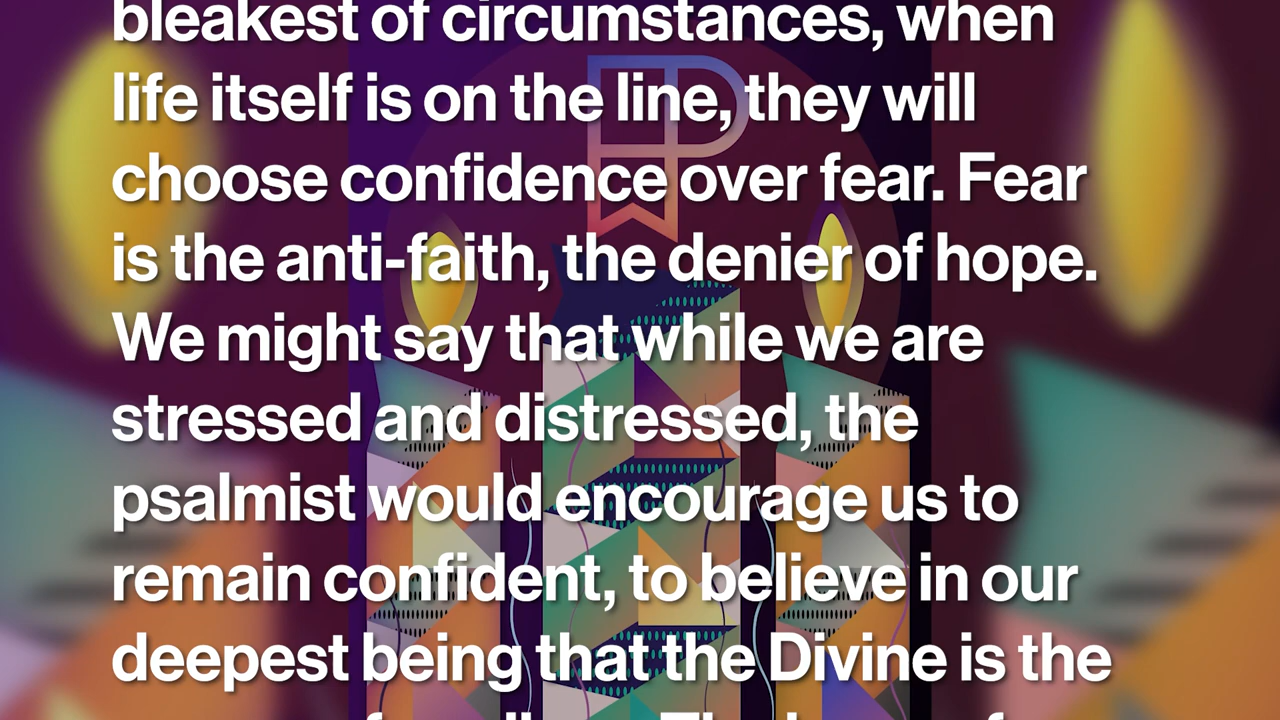 bleakest of circumstances, when
life itself is on the line, they will
choose confidence over fear. Fear
is the anti-faith, the denier of hope.
We might say that while we are
stressed and distressed, the
psalmist would encourage us to
remain confident, to believe in our
deepest being that the Divine is the